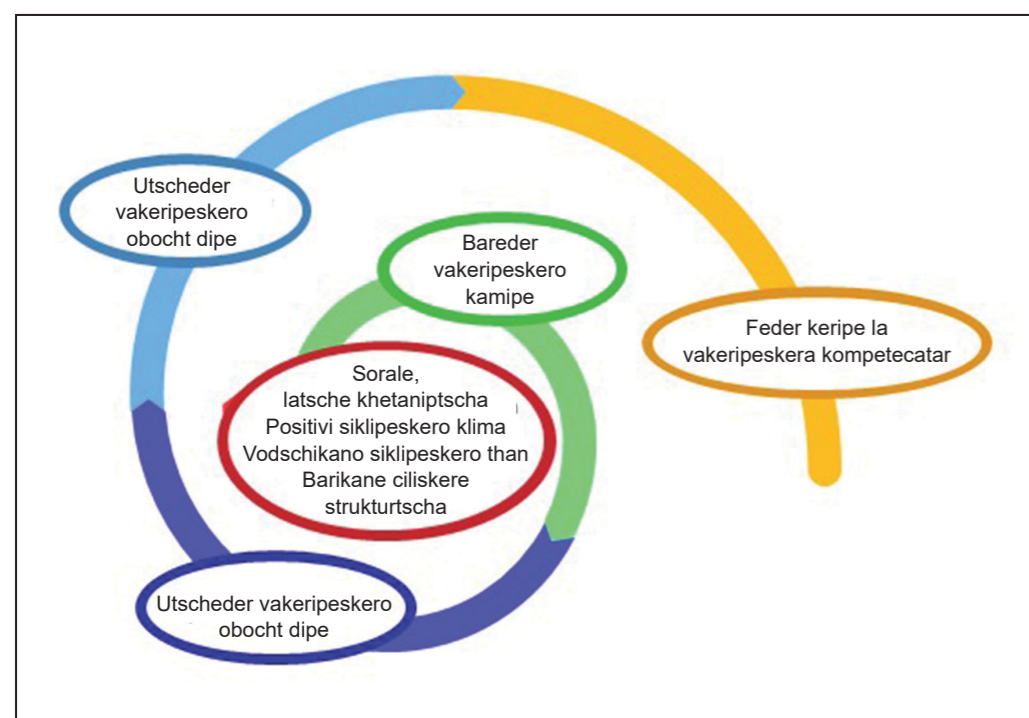 Utscheder
vakeripeskero
obocht dipe
Bareder
vakeripeskero
kamipe
Feder keripe la
vakeripeskera kompetecatar
Sorale,
latsche khetaniptscha
Positivi siklipeskero klima
Vodschikano siklipeskero than
Barikane ciliskere
strukturtscha
Utscheder vakeripeskero
obocht dipe